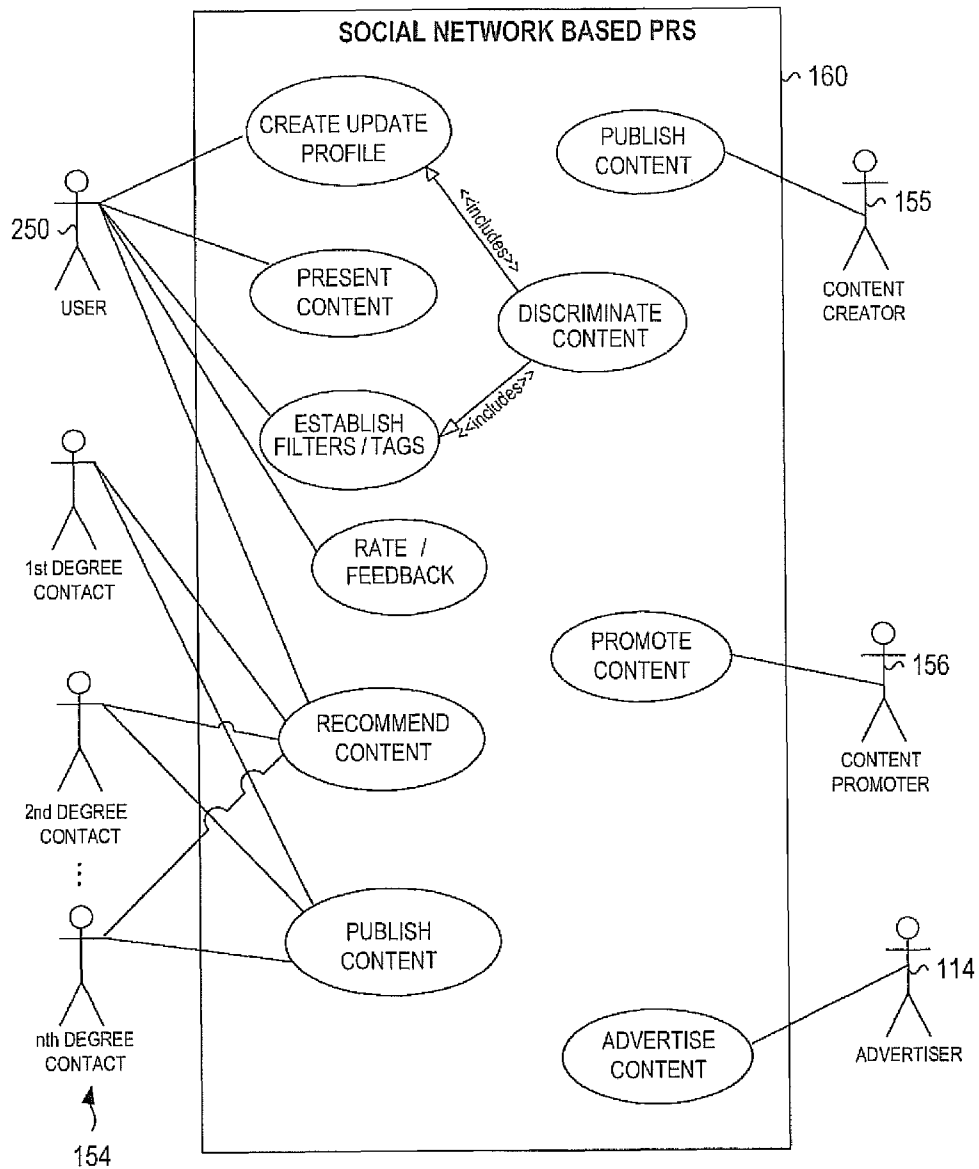 SOCIAL NETWORK BASED PRS
160
CREATE UPDATE
PROFILE
PUBLISH
CONTENT
155
250
USER
<<includes>>
PRESENT
CONTENT
DISCRIMINATE
CONTENT
CONTENT
CREATOR
<<includes>>
ESTABLISH
FILTERS / TAGS
1st DEGREE
CONTACT
RATE /
FEEDBACK
PROMOTE
CONTENT
156
RECOMMEND
CONTENT
CONTENT
PROMOTER
2nd DEGREE
CONTACT
⋮
PUBLISH
CONTENT
114
nth DEGREE
CONTACT
ADVERTISE
CONTENT
ADVERTISER
154